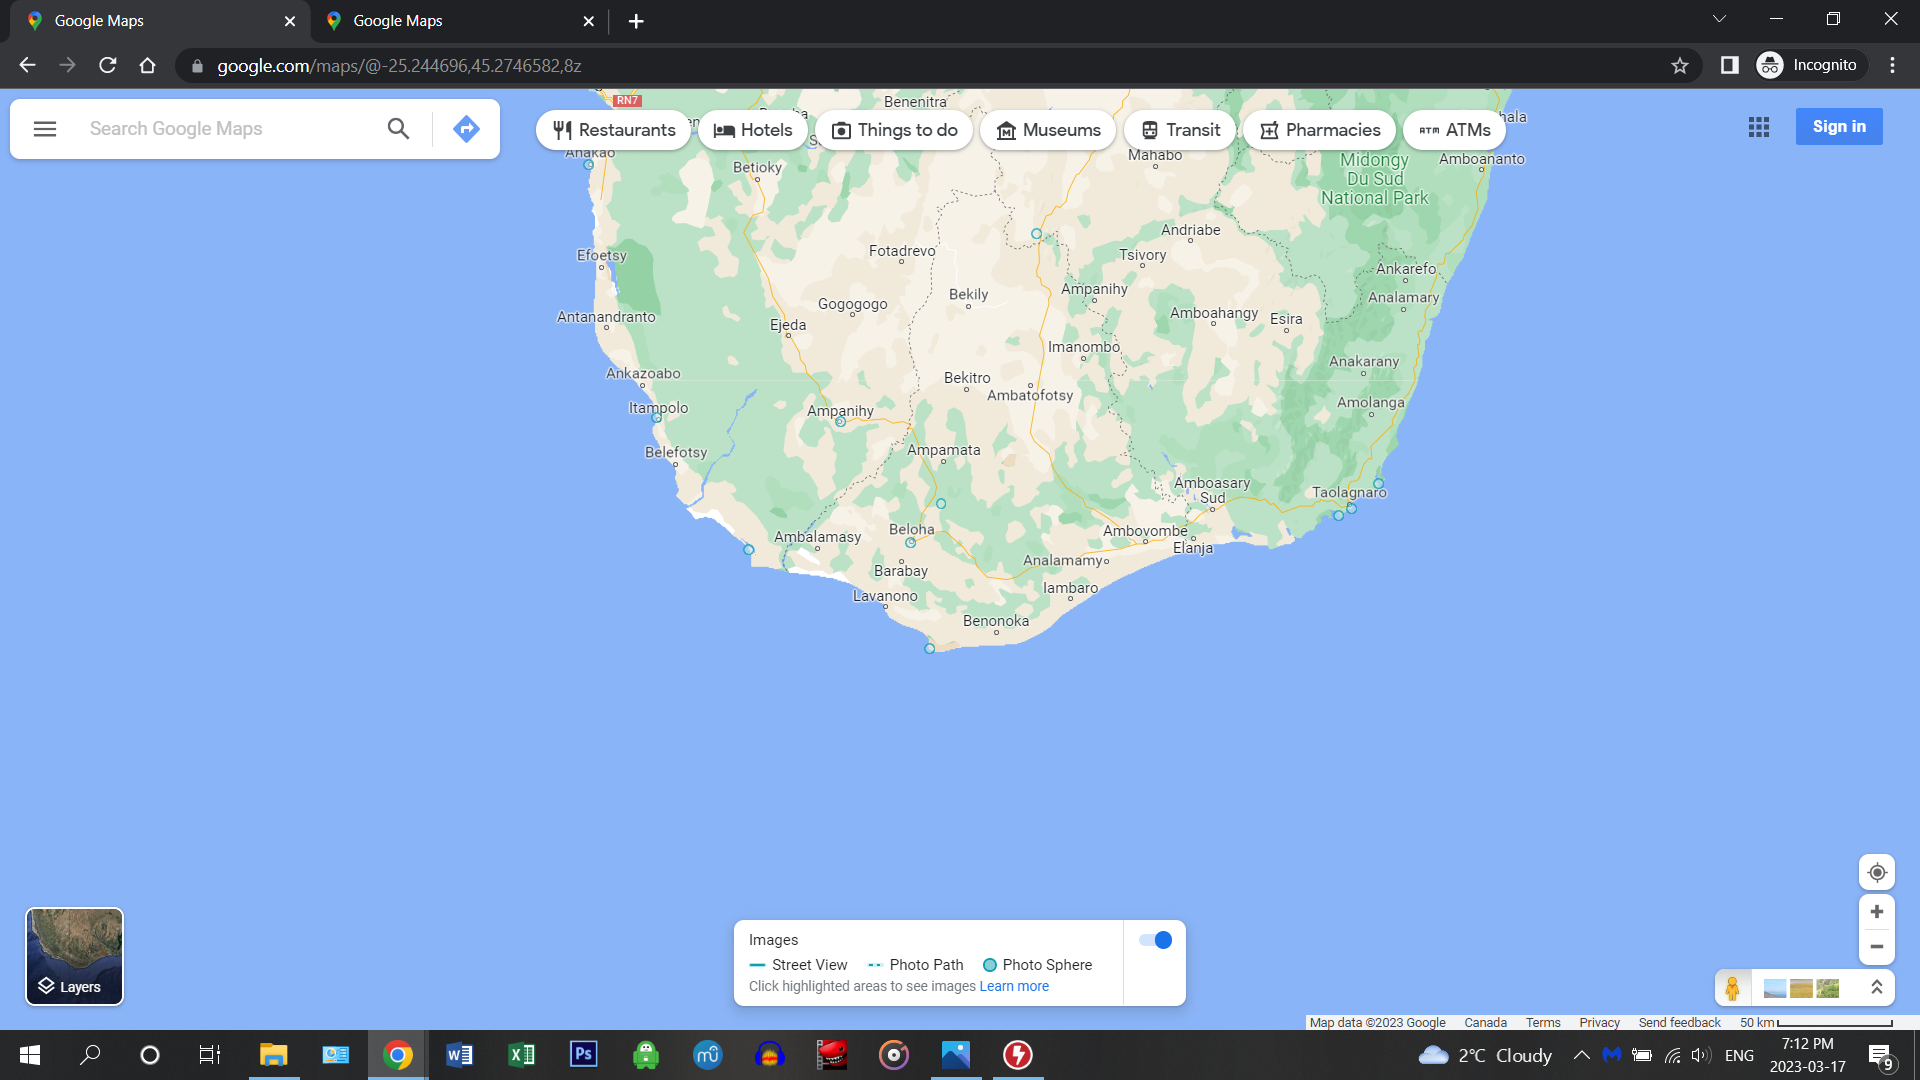 Google Maps
Google Maps
google.com/maps/@-25.244696,45.2746582,8z
Incognito
Search Google Maps
Restaurants
Hotels
Things to do
Museums
Transit
Pharmacies
ATM ATMs
Sign in
RN7
Benenitra
Anakao
Betioky
Mahabo
Midongy
Du Sud
National Park
Amboananto
Efoetsy
Fotadrevo
Andriabe
Tsivory
Ankarefo
Bekily
Ampanihy
Analamary
Gogogogo
Antanandranto
Ejeda
Amboahangy
Esira
Imanombo
Anakarany
Ankazoabo
Bekitro
Ambatofotsy
Amolanga
Itampolo
Ampanihy
Belefotsy
Ampamata
Amboasary
Sud
Taolagnaro
Ambalamasy
Beloha
Ambovombe
Elanja
Barabay
Analamamy
Lavanono
Iambaro
Benonoka
Layers
Images
Street View
Photo Path
Photo Sphere
Click highlighted areas to see images Learn more
Map data ©2023 Google
Canada
Terms
Privacy
Send feedback
50 km
2°C Cloudy
ENG
7:12 PM
2023-03-17
9